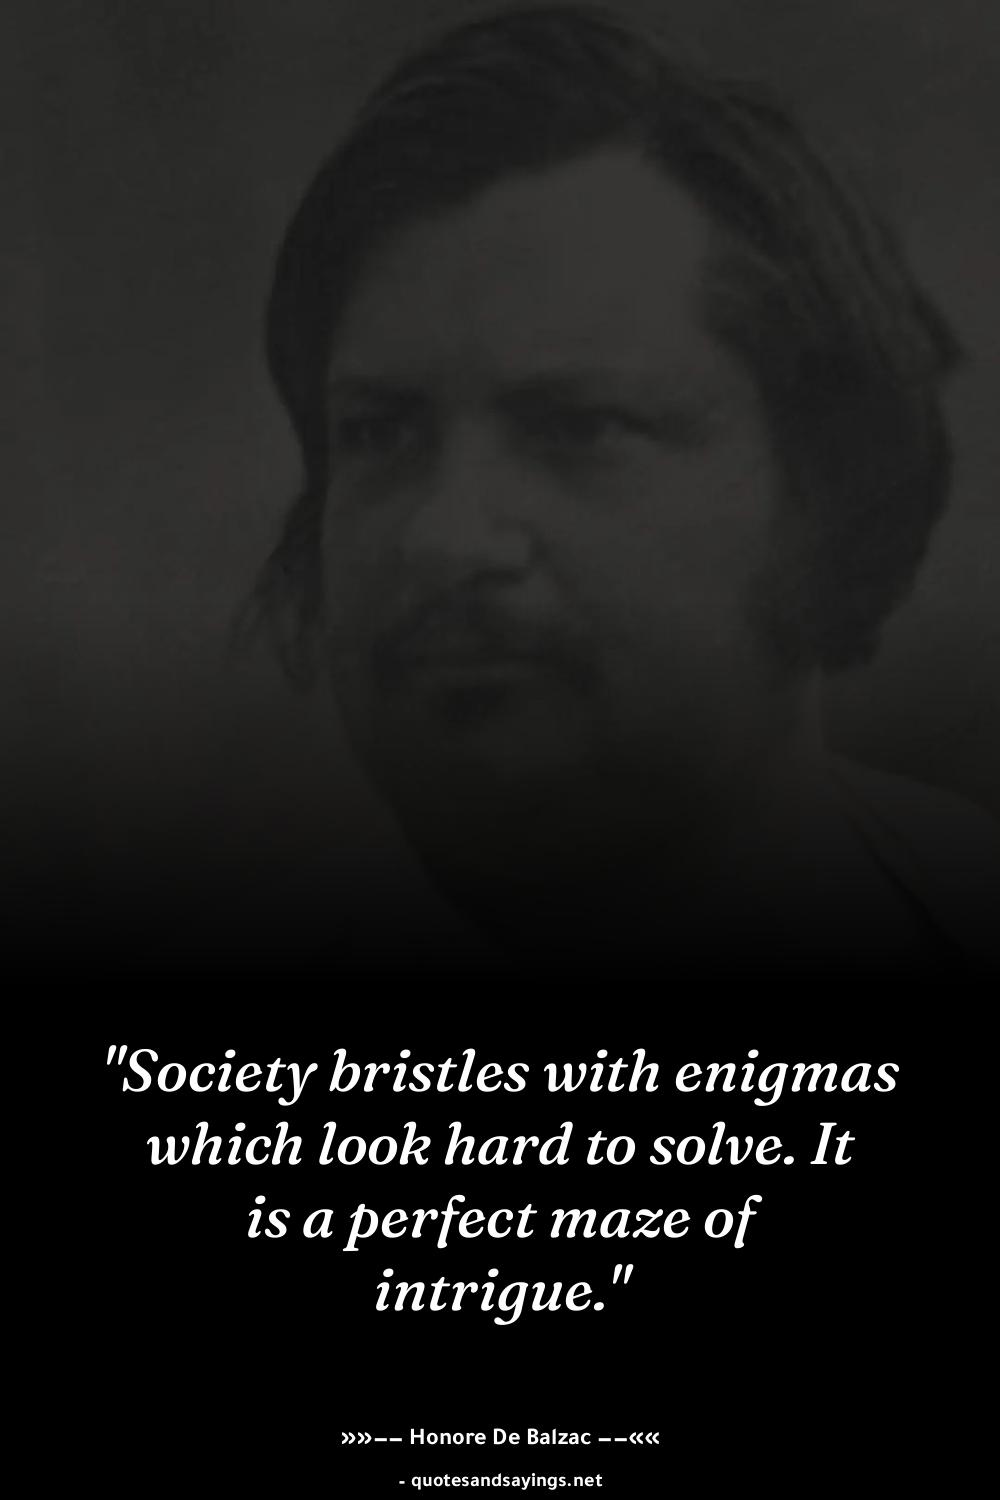 "Society bristles with enigmas
which look hard to solve. It
is a perfect maze of
intrigue."
»»−− Honore De Balzac −−««
- quotesandsayings.net